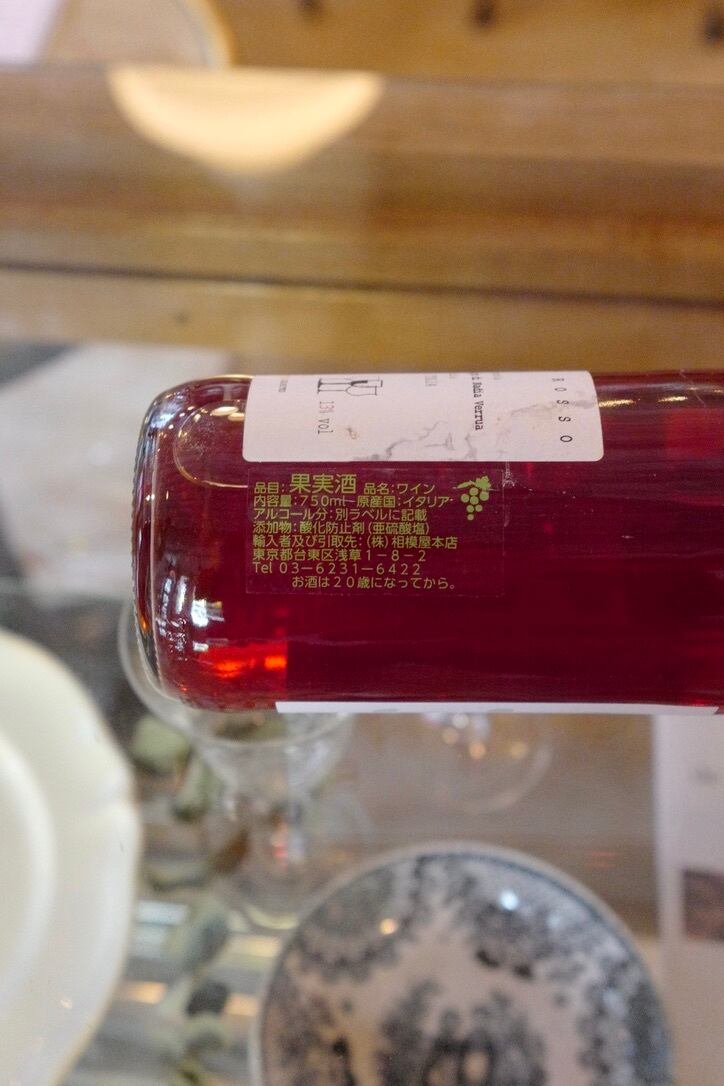 ROSSO
Badia Verrua
13% vol
品目：果実酒 品名：ワイン
内容量：750ml 原産国：イタリア
アルコール分：別ラベルに記載
添加物：酸化防止剤（亜硫酸塩）
輸入者及び引取先：（株）相模屋本店
東京都台東区浅草１－８－２
Tel ０３－６２３１－６４２２
お酒は２０歳になってから。